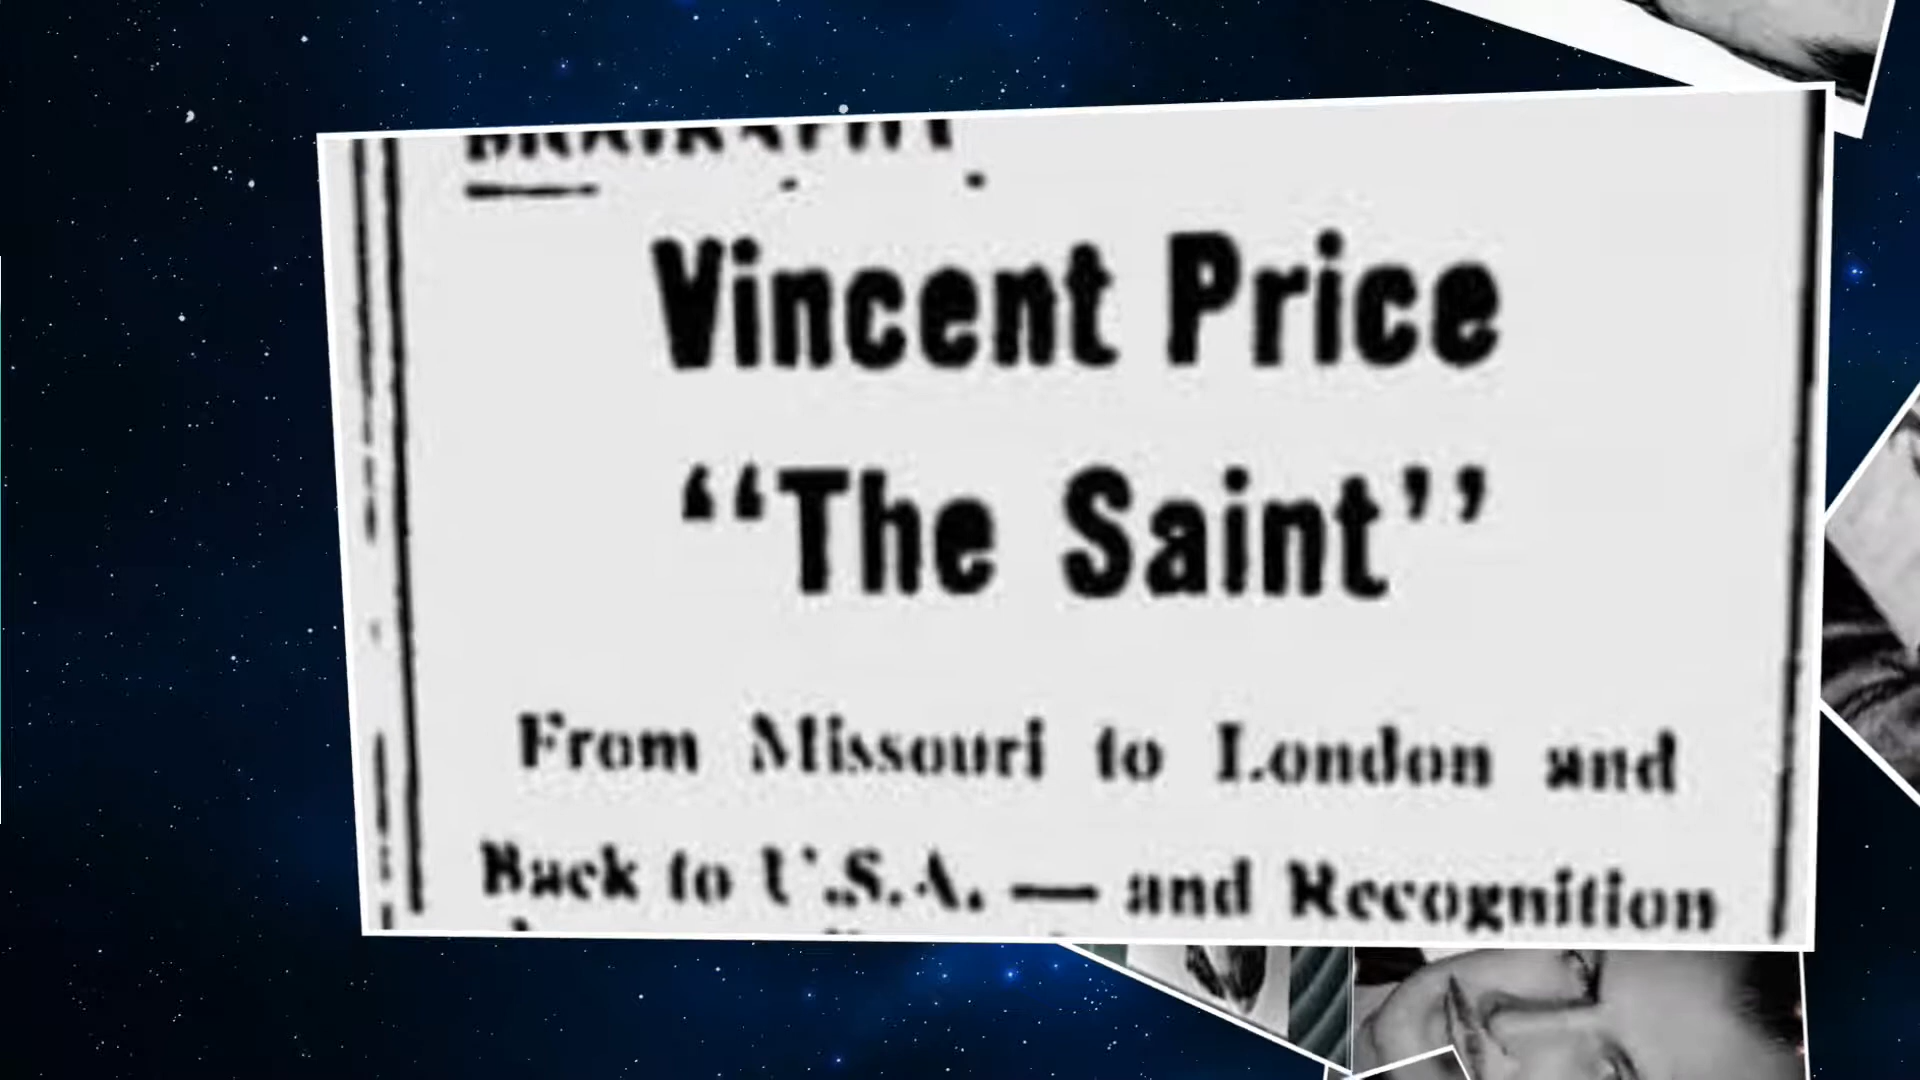 Vincent Price
“The Saint”
From Missouri to London and
Back to U.S.A. — and Recognition